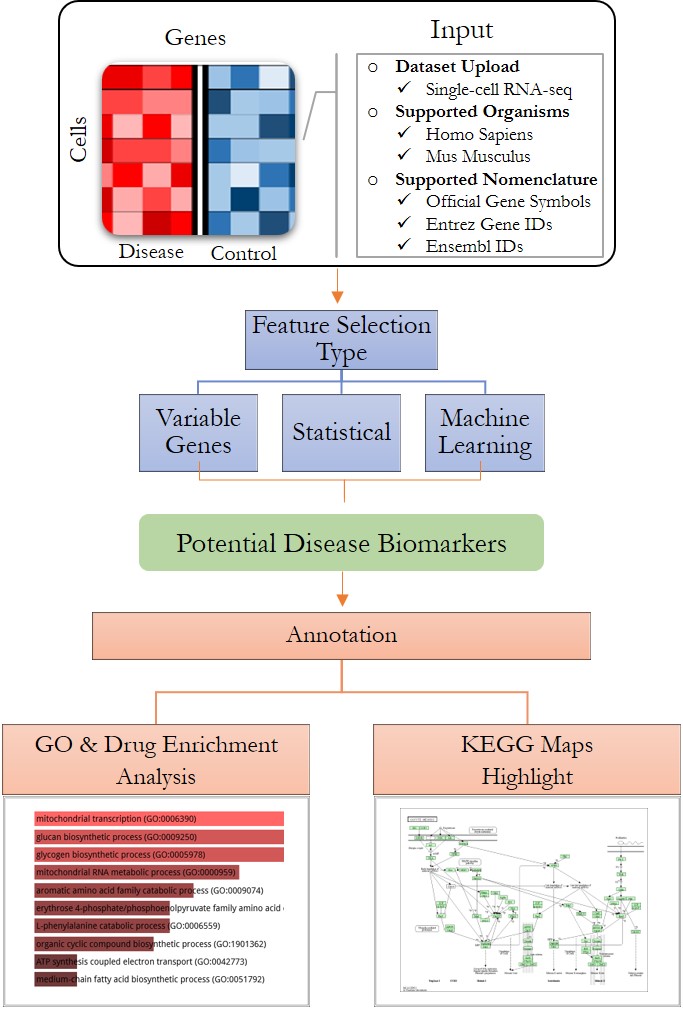 Genes
Cells
Disease
Control
Input
Dataset Upload
Single-cell RNA-seq
Supported Organisms
Homo Sapiens
Mus Musculus
Supported Nomenclature
Official Gene Symbols
Entrez Gene IDs
Ensembl IDs
Feature Selection
Type
Variable
Genes
Statistical
Machine
Learning
Potential Disease Biomarkers
Annotation
GO & Drug Enrichment
Analysis
mitochondrial transcription (GO:0006390)
glucan biosynthetic process (GO:0009250)
glycogen biosynthetic process (GO:0005978)
mitochondrial RNA metabolic process (GO:0000959)
aromatic amino acid family catabolic process (GO:0009074)
erythrose 4-phosphate/phosphoenolpyruvate family amino acid
L-phenylalanine catabolic process (GO:0006559)
organic cyclic compound biosynthetic process (GO:1901362)
ATP synthesis coupled electron transport (GO:0042773)
medium-chain fatty acid biosynthetic process (GO:0051792)
KEGG Maps
Highlight